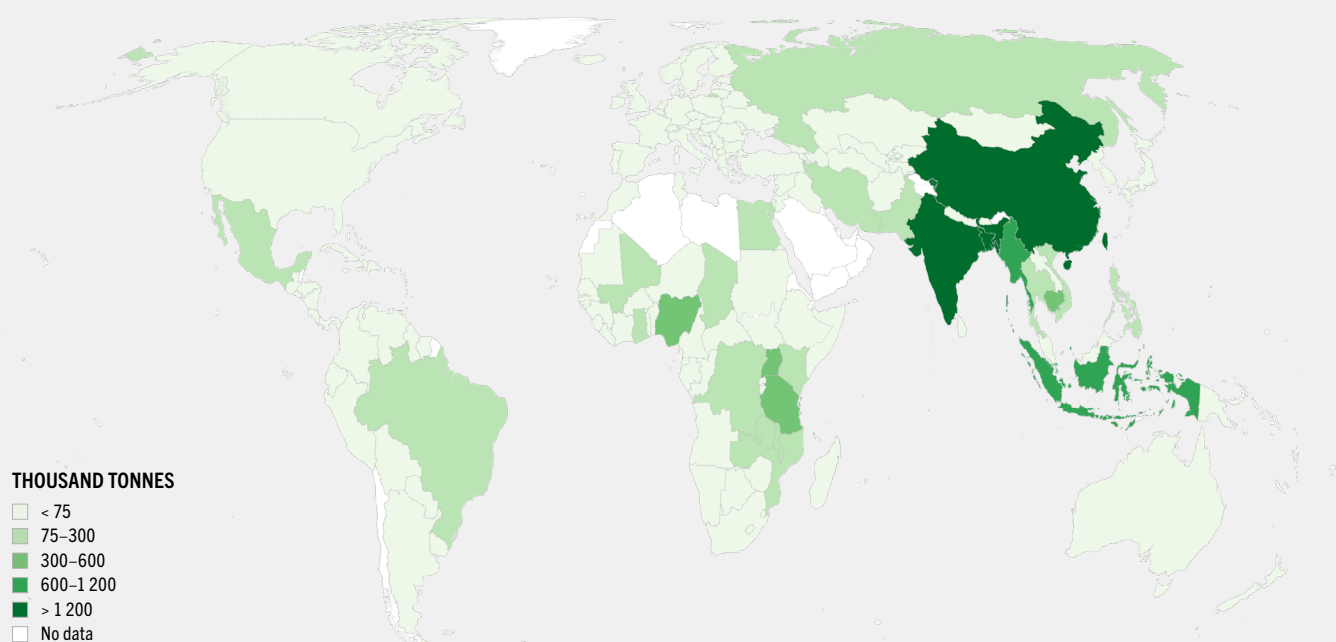 THOUSAND TONNES
< 75
75–300
300–600
600–1 200
> 1 200
No data